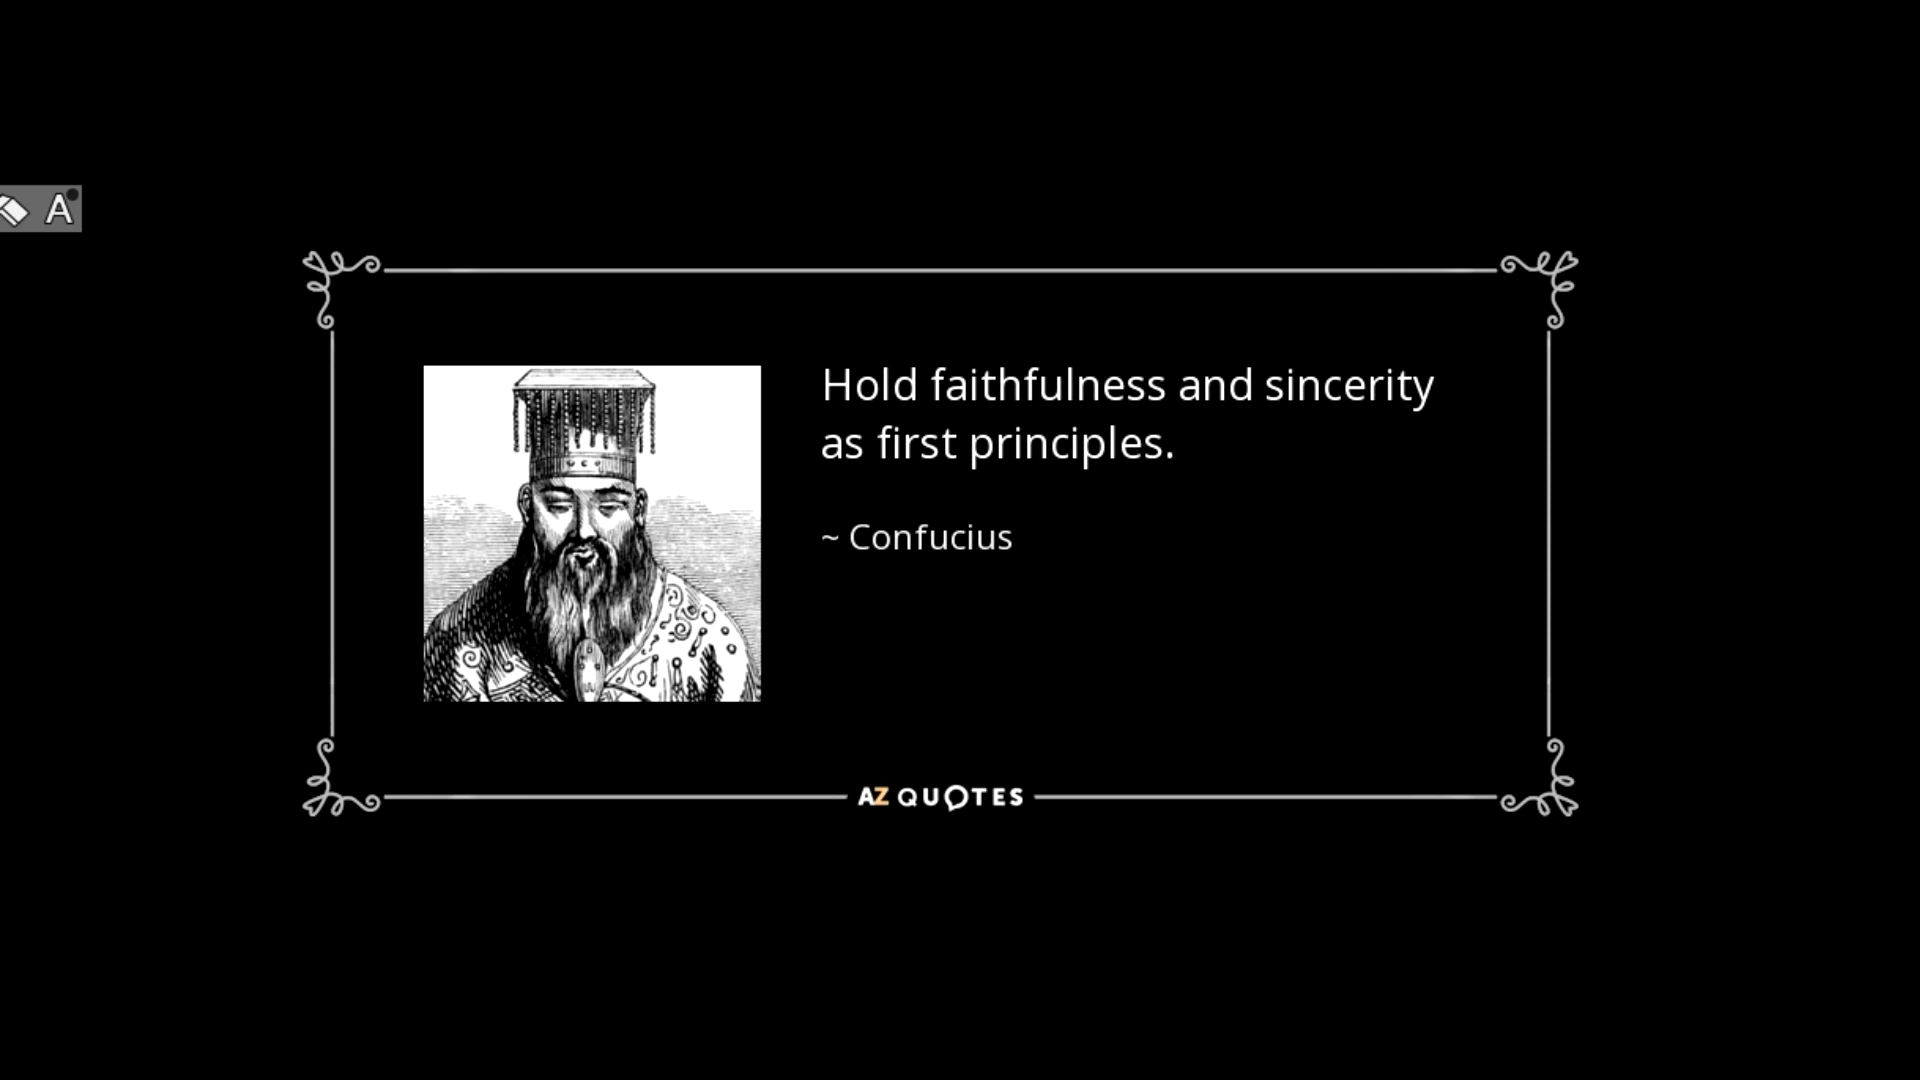 A
Hold faithfulness and sincerity
as first principles.
~ Confucius
AZ QUOTES